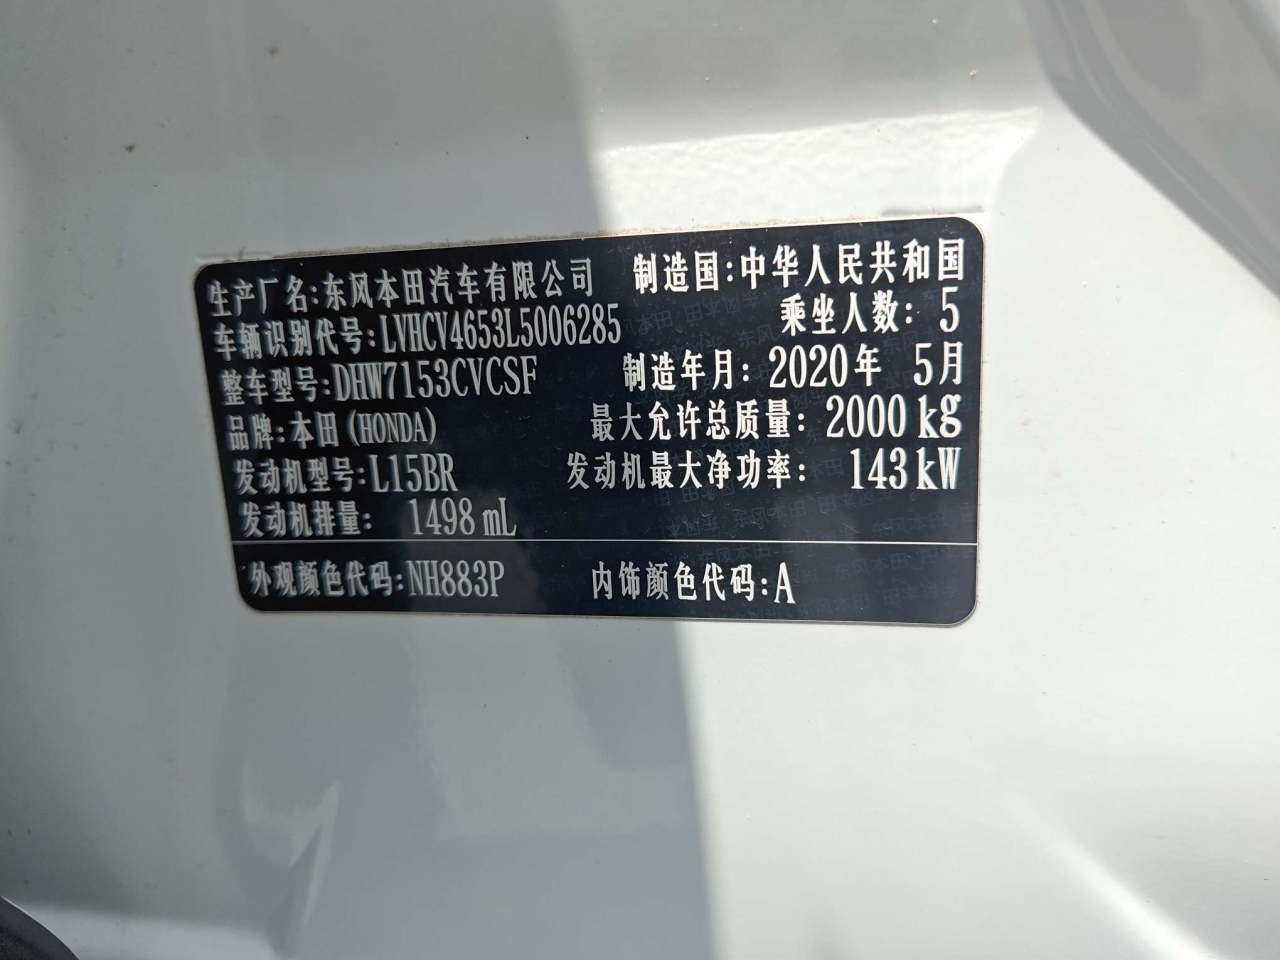 生产厂名:东风本田汽车有限公司 制造国:中华人民共和国
车辆识别代号:LVHCV4653L5006285 乘坐人数: 5
整车型号:DHW7153CVCSF 制造年月: 2020年 5月
品牌:本田(HONDA) 最大允许总质量: 2000 kg
发动机型号:L15BR 发动机最大净功率: 143 kW
发动机排量: 1498 mL
外观颜色代码:NH883P 内饰颜色代码:A